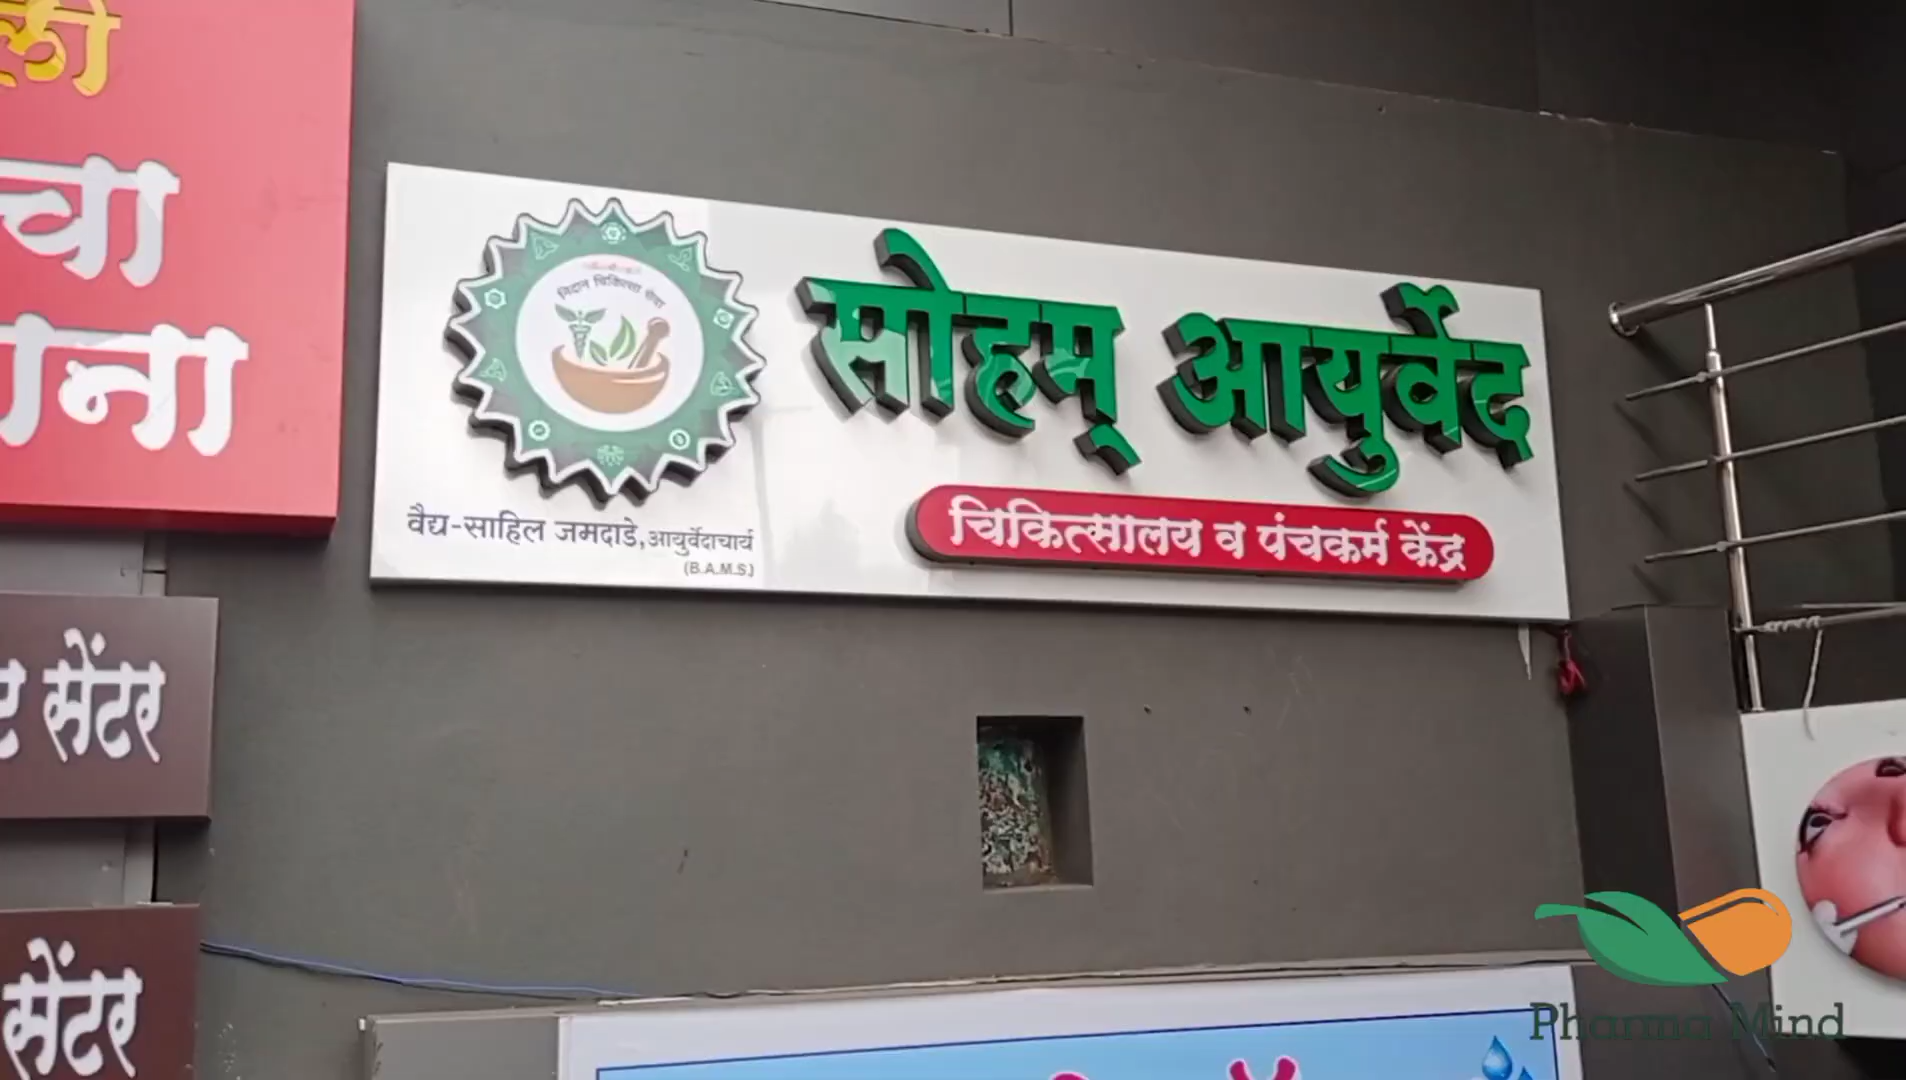 निदान चिकित्सा सेवा
सोहम् आयुर्वेद
चिकित्सालय व पंचकर्म केंद्र
वैद्य-साहिल जमदाडे, आयुर्वेदाचार्य
(B.A.M.S.)
सेंटर
सेंटर
Pharma Mind